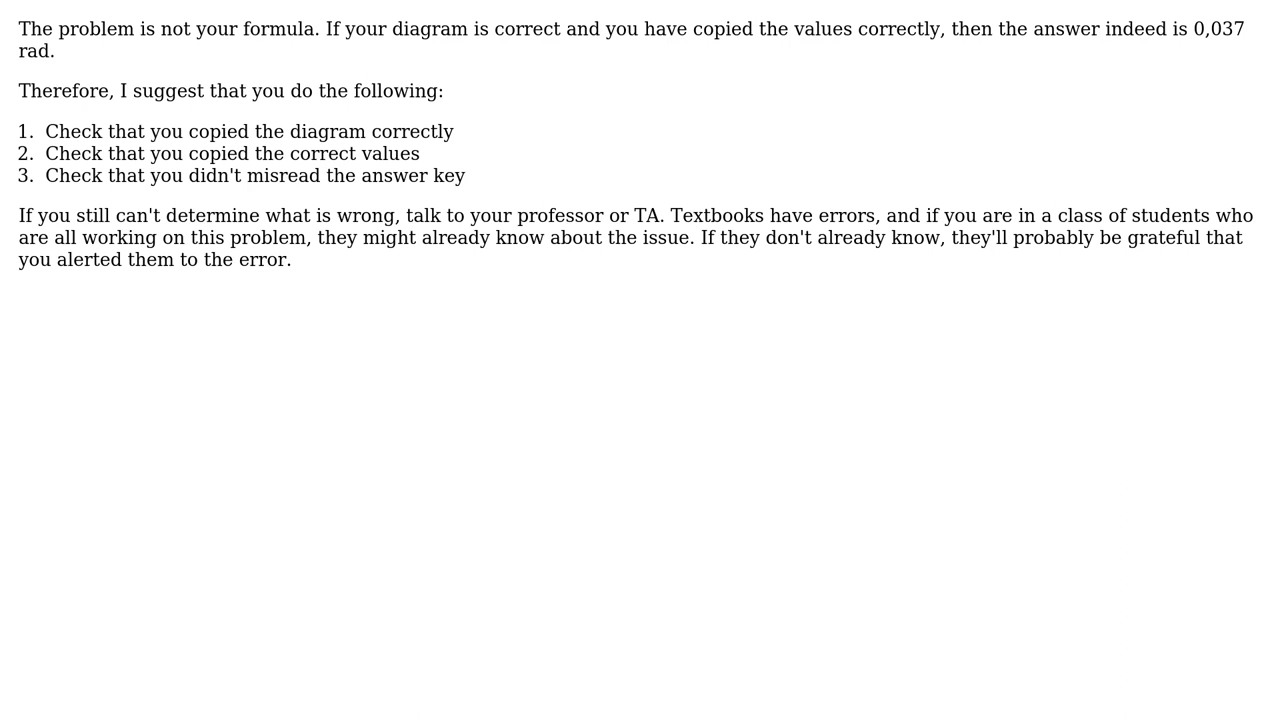 The problem is not your formula. If your diagram is correct and you have copied the values correctly, then the answer indeed is 0,037
rad.
Therefore, I suggest that you do the following:
1. Check that you copied the diagram correctly
2. Check that you copied the correct values
3. Check that you didn't misread the answer key
If you still can't determine what is wrong, talk to your professor or TA. Textbooks have errors, and if you are in a class of students who
are all working on this problem, they might already know about the issue. If they don't already know, they'll probably be grateful that
you alerted them to the error.